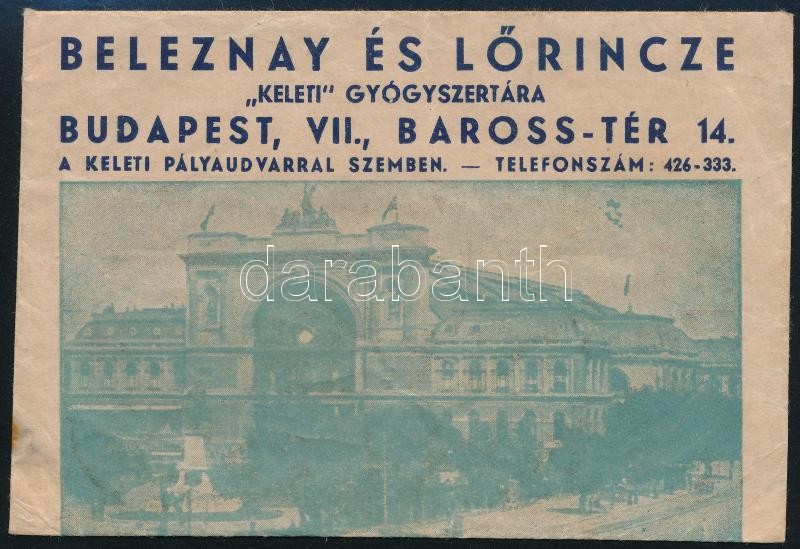 BELEZNAY ÉS LŐRINCZE
„KELETI" GYÓGYSZERTÁRA
BUDAPEST, VII., BAROSS-TÉR 14.
A KELETI PÁLYAUDVARRAL SZEMBEN. — TELEFONSZÁM: 426-333.
darabanth